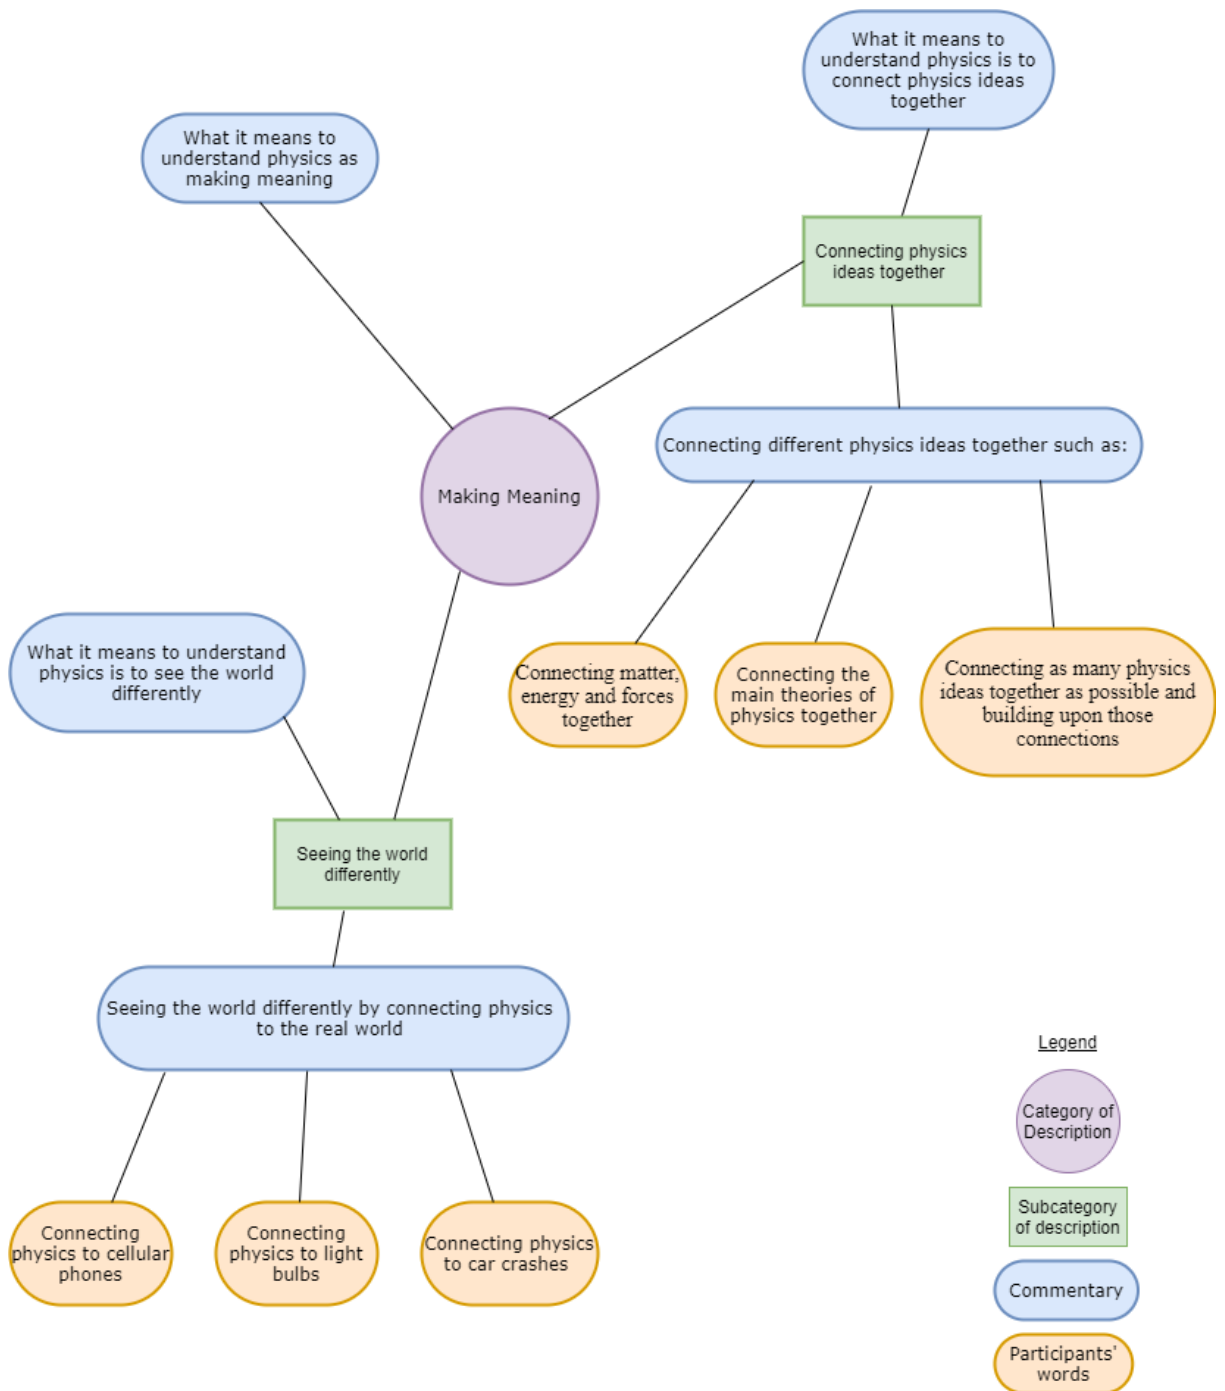 What it means to
understand physics is to
connect physics ideas
together
What it means to
understand physics as
making meaning
Connecting physics
ideas together
Connecting different physics ideas together such as:
Making Meaning
What it means to understand
physics is to see the world
differently
Connecting matter,
energy and forces
together
Connecting the
main theories of
physics together
Connecting as many physics
ideas together as possible and
building upon those
connections
Seeing the world
differently
Seeing the world differently by connecting physics
to the real world
Connecting
physics to cellular
phones
Connecting
physics to light
bulbs
Connecting physics
to car crashes
Legend
Category of
Description
Subcategory
of description
Commentary
Participants'
words